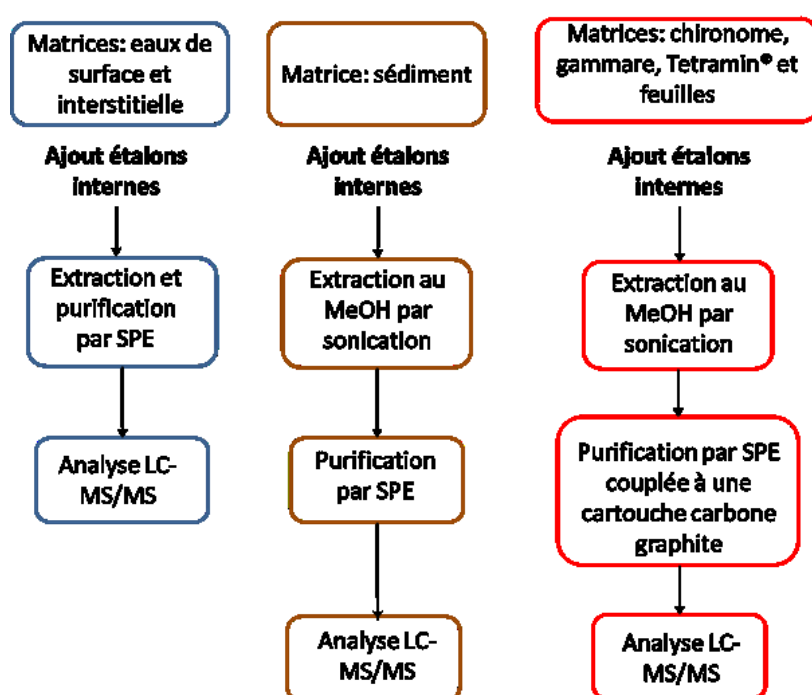 Matrices: eaux de
surface et
interstitielle
Ajout étalons
internes
Extraction et
purification
par SPE
Analyse LC-
MS/MS
Matrice: sédiment
Ajout étalons
internes
Extraction au
MeOH par
sonication
Purification
par SPE
Analyse LC-
MS/MS
Matrices: chironome,
gammare, Tetramin® et
feuilles
Ajout étalons
internes
Extraction au
MeOH par
sonication
Purification par SPE
couplée à une
cartouche carbone
graphite
Analyse LC-
MS/MS